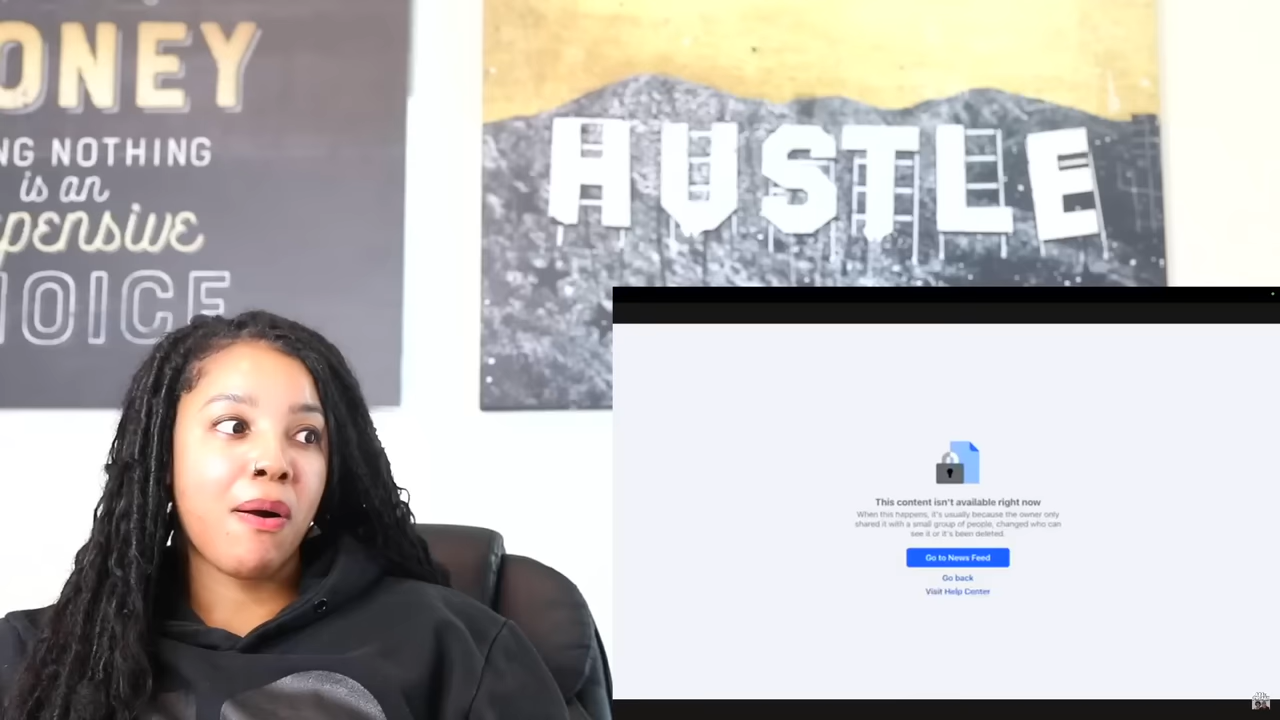 ONEY
NG NOTHING
is an
pensive
HOICE
HUSTLE
This content isn't available right now
When this happens, it's usually because the owner only
shared it with a small group of people, changed who can
see it or it's been deleted.
Go to News Feed
Go back
Visit Help Center